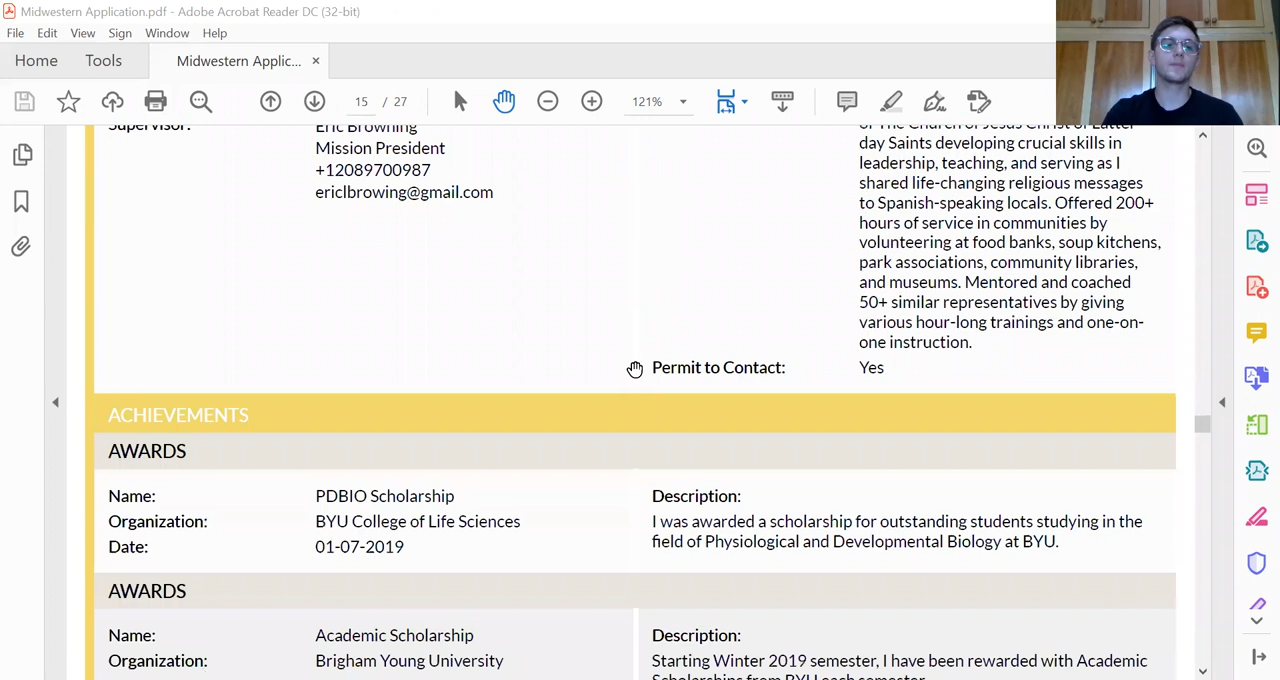 Midwestern Application.pdf - Adobe Acrobat Reader DC (32-bit)
File Edit View Sign Window Help
Home Tools Midwestern Applic... ×
15 / 27 121%
Supervisor: Eric Browning
Mission President
+12089700987
ericlbrowing@gmail.com
of The Church of Jesus Christ of Latter-
day Saints developing crucial skills in
leadership, teaching, and serving as I
shared life-changing religious messages
to Spanish-speaking locals. Offered 200+
hours of service in communities by
volunteering at food banks, soup kitchens,
park associations, community libraries,
and museums. Mentored and coached
50+ similar representatives by giving
various hour-long trainings and one-on-
one instruction.
Permit to Contact: Yes
ACHIEVEMENTS
AWARDS
Name: PDBIO Scholarship
Organization: BYU College of Life Sciences
Date: 01-07-2019
Description:
I was awarded a scholarship for outstanding students studying in the
field of Physiological and Developmental Biology at BYU.
AWARDS
Name: Academic Scholarship
Organization: Brigham Young University
Description:
Starting Winter 2019 semester, I have been rewarded with Academic
Scholarships from BYU each semester.